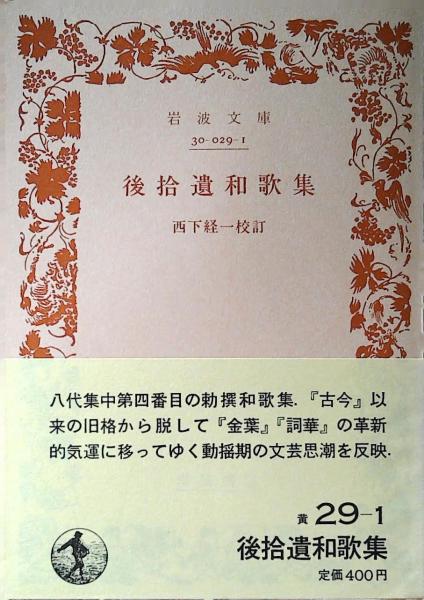 岩波文庫
30-029-1
後拾遺和歌集
西下経一校訂
八代集中第四番目の勅撰和歌集.『古今』以
来の旧格から脱して『金葉』『詞華』の革新
的気運に移ってゆく動揺期の文芸思潮を反映.
黄 29-1
後拾遺和歌集
定価400円